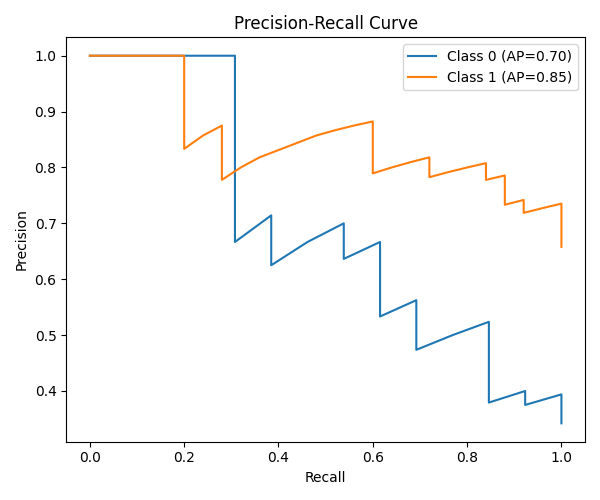 Precision-Recall Curve
Class 0 (AP=0.70)
Class 1 (AP=0.85)
Precision
1.0
0.9
0.8
0.7
0.6
0.5
0.4
0.0 0.2 0.4 0.6 0.8 1.0
Recall